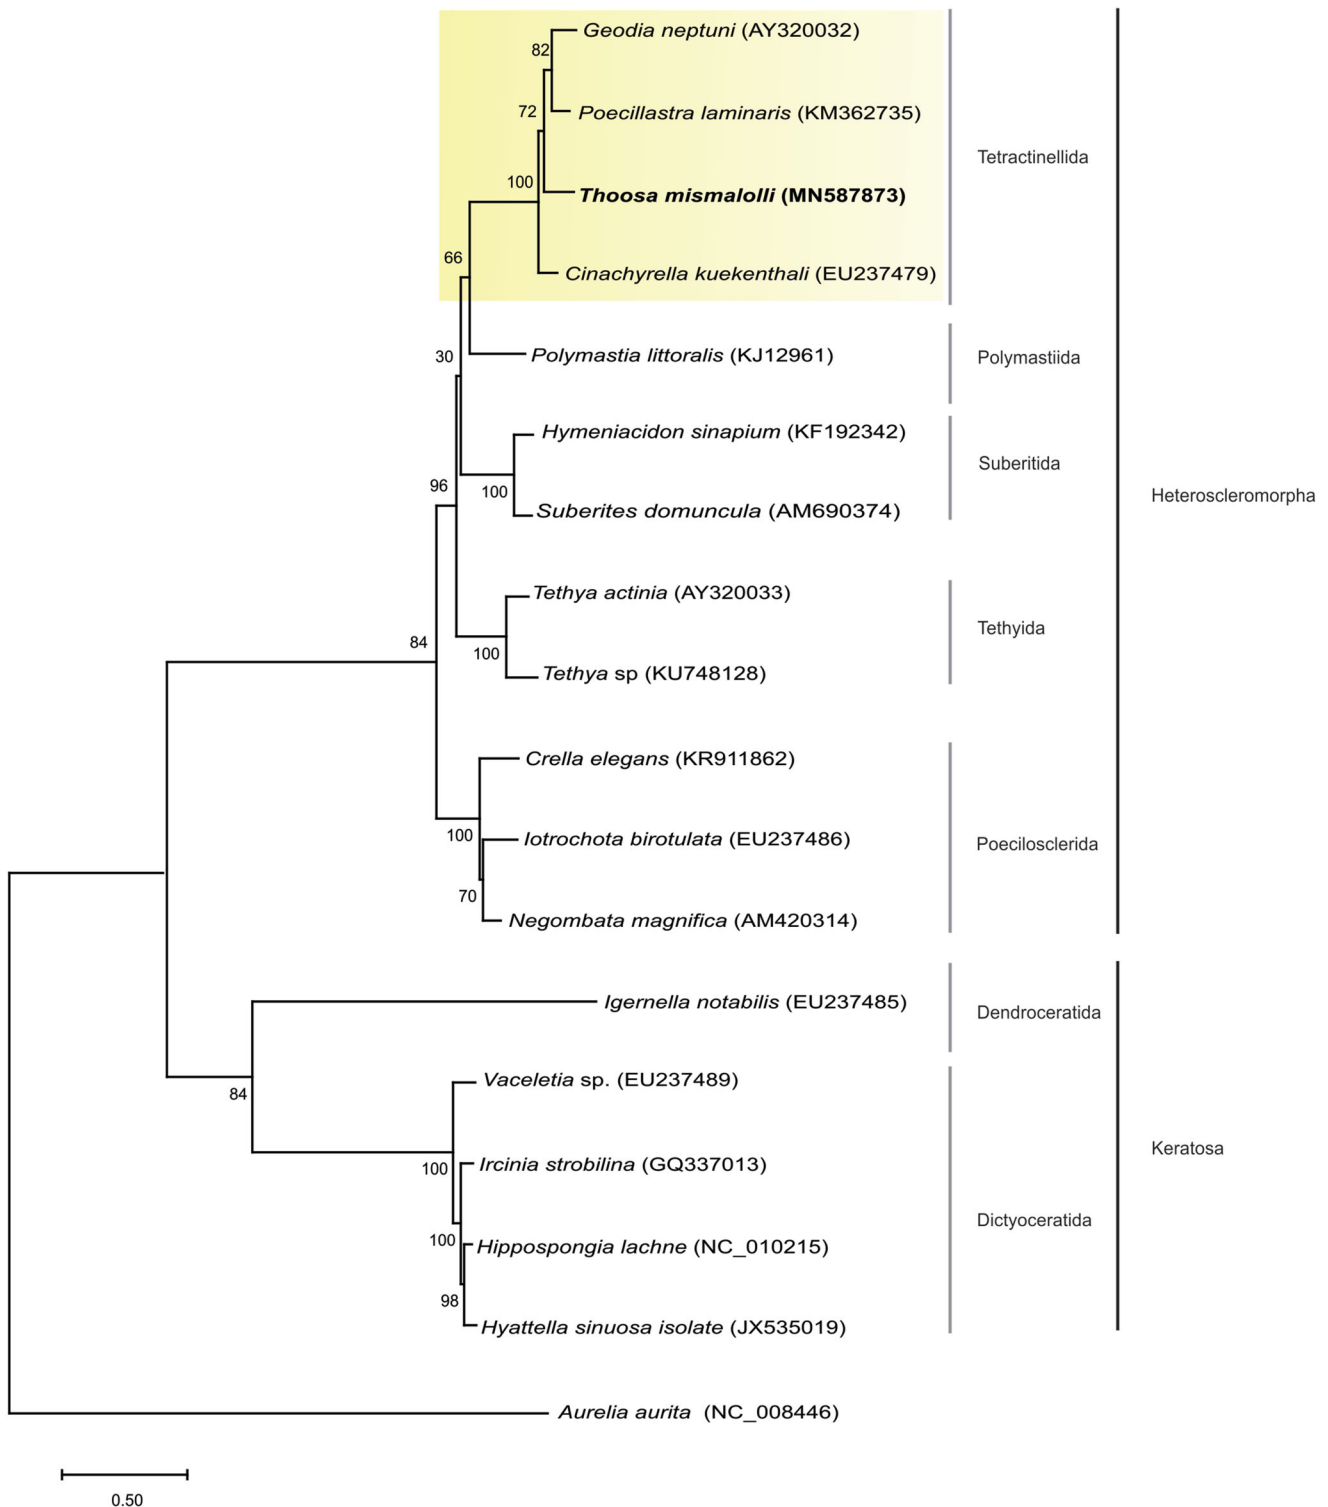 Geodia neptuni (AY320032)
82
Poecillastra laminaris (KM362735)
72
Tetractinellida
100
Thoosa mismalolli (MN587873)
66
Cinachyrella kuekenthali (EU237479)
30
Polymastia littoralis (KJ12961)
Polymastiida
Hymeniacidon sinapium (KF192342)
Suberitida
96
100
Heteroscleromorpha
Suberites domuncula (AM690374)
Tethya actinia (AY320033)
Tethyida
84
100
Tethya sp (KU748128)
Crella elegans (KR911862)
100
Iotrochota birotulata (EU237486)
Poecilosclerida
70
Negombata magnifica (AM420314)
Igernella notabilis (EU237485)
Dendroceratida
84
Vaceletia sp. (EU237489)
Keratosa
100
Ircinia strobilina (GQ337013)
Dictyoceratida
100
Hippospongia lachne (NC_010215)
98
Hyattella sinuosa isolate (JX535019)
Aurelia aurita (NC_008446)
0.50